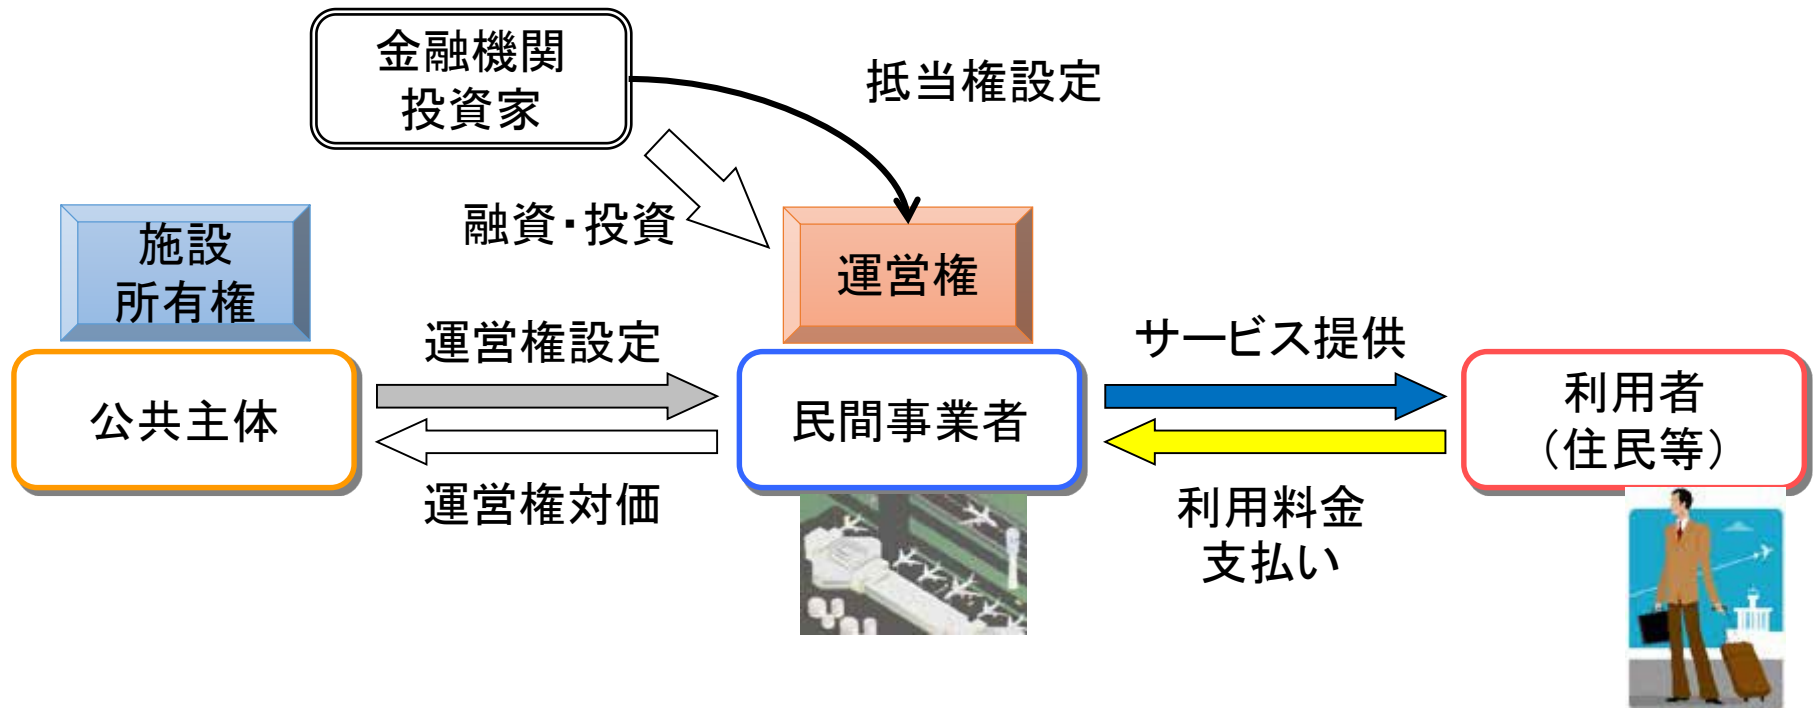 金融機関
投資家
抵当権設定
融資・投資
施設
所有権
運営権
運営権設定
サービス提供
公共主体
民間事業者
利用者
（住民等）
運営権対価
利用料金
支払い